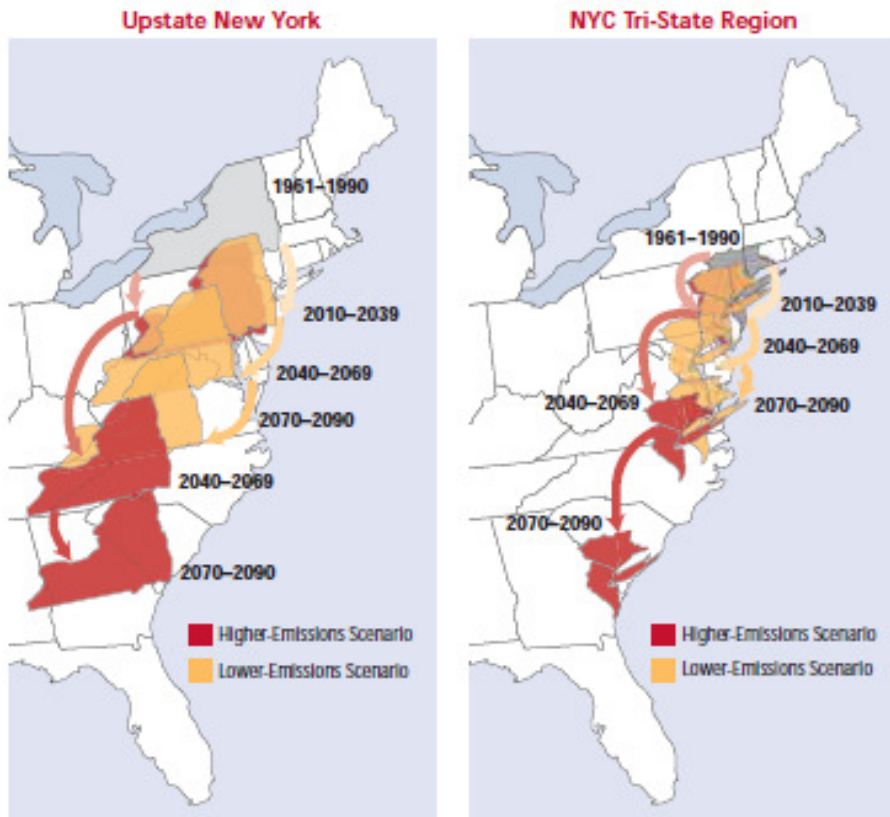 Upstate New York
1961–1990
2010–2039
2040–2069
2070–2090
2040–2069
2070–2090
Higher-Emissions Scenario
Lower-Emissions Scenario
NYC Tri-State Region
1961–1990
2010–2039
2040–2069
2040–2069
2070–2090
2070–2090
Higher-Emissions Scenario
Lower-Emissions Scenario